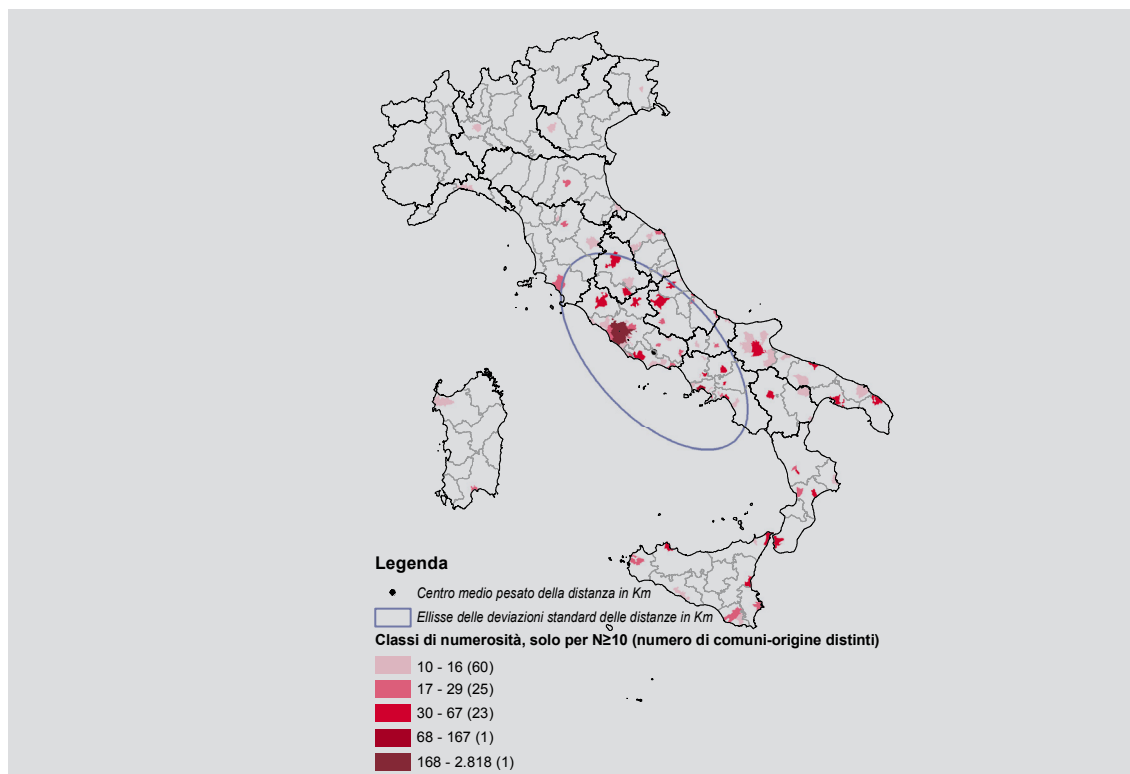 Legenda
Centro medio pesato della distanza in Km
Ellisse delle deviazioni standard delle distanze in Km
Classi di numerosità, solo per N≥10 (numero di comuni-origine distinti)
10 - 16 (60)
17 - 29 (25)
30 - 67 (23)
68 - 167 (1)
168 - 2.818 (1)